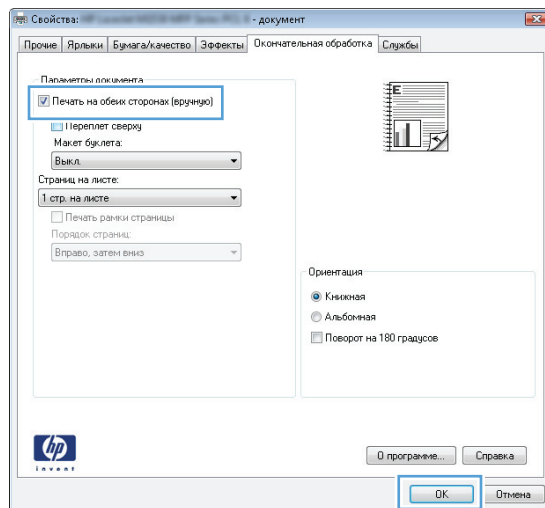 Свойства: - документ
Прочие Ярлыки Бумага/качество Эффекты Окончательная обработка Службы
Параметры документа
Печать на обеих сторонах (вручную)
Переплет сверху
Макет буклета:
Выкл.
Страниц на листе:
1 стр. на листе
Печать рамки страницы
Порядок страниц:
Вправо, затем вниз
Ориентация
Книжная
Альбомная
Поворот на 180 градусов
hp
invent
О программе... Справка
OK Отмена